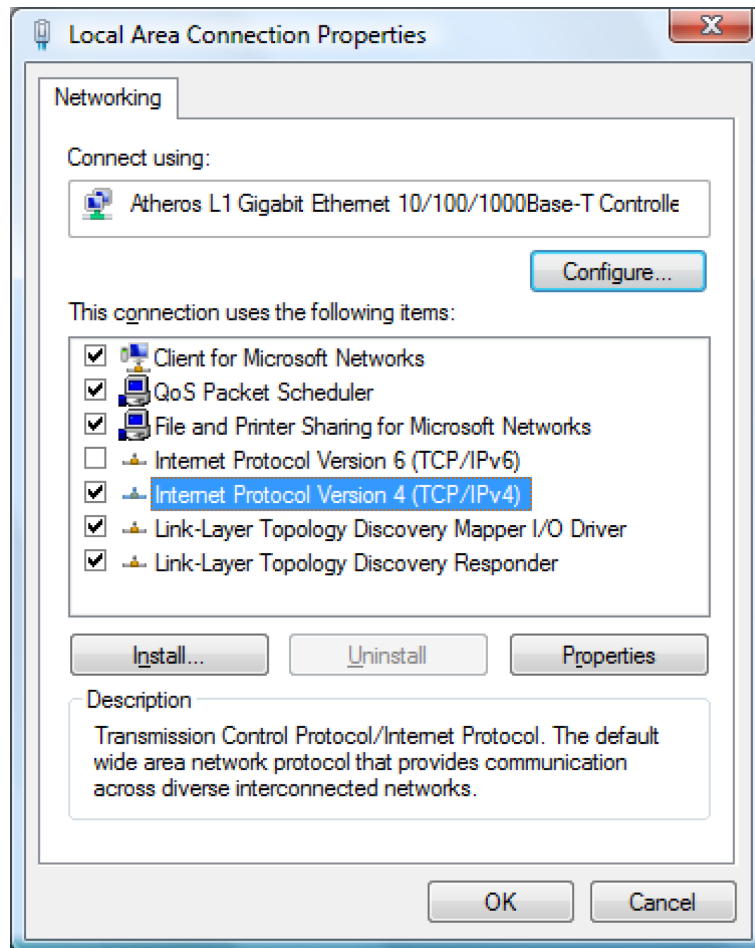 Local Area Connection Properties
Networking
Connect using:
Atheros L1 Gigabit Ethernet 10/100/1000Base-T Controlle
Configure...
This connection uses the following items:
Client for Microsoft Networks
QoS Packet Scheduler
File and Printer Sharing for Microsoft Networks
Internet Protocol Version 6 (TCP/IPv6)
Internet Protocol Version 4 (TCP/IPv4)
Link-Layer Topology Discovery Mapper I/O Driver
Link-Layer Topology Discovery Responder
Install... Uninstall Properties
Description
Transmission Control Protocol/Internet Protocol. The default
wide area network protocol that provides communication
across diverse interconnected networks.
OK Cancel